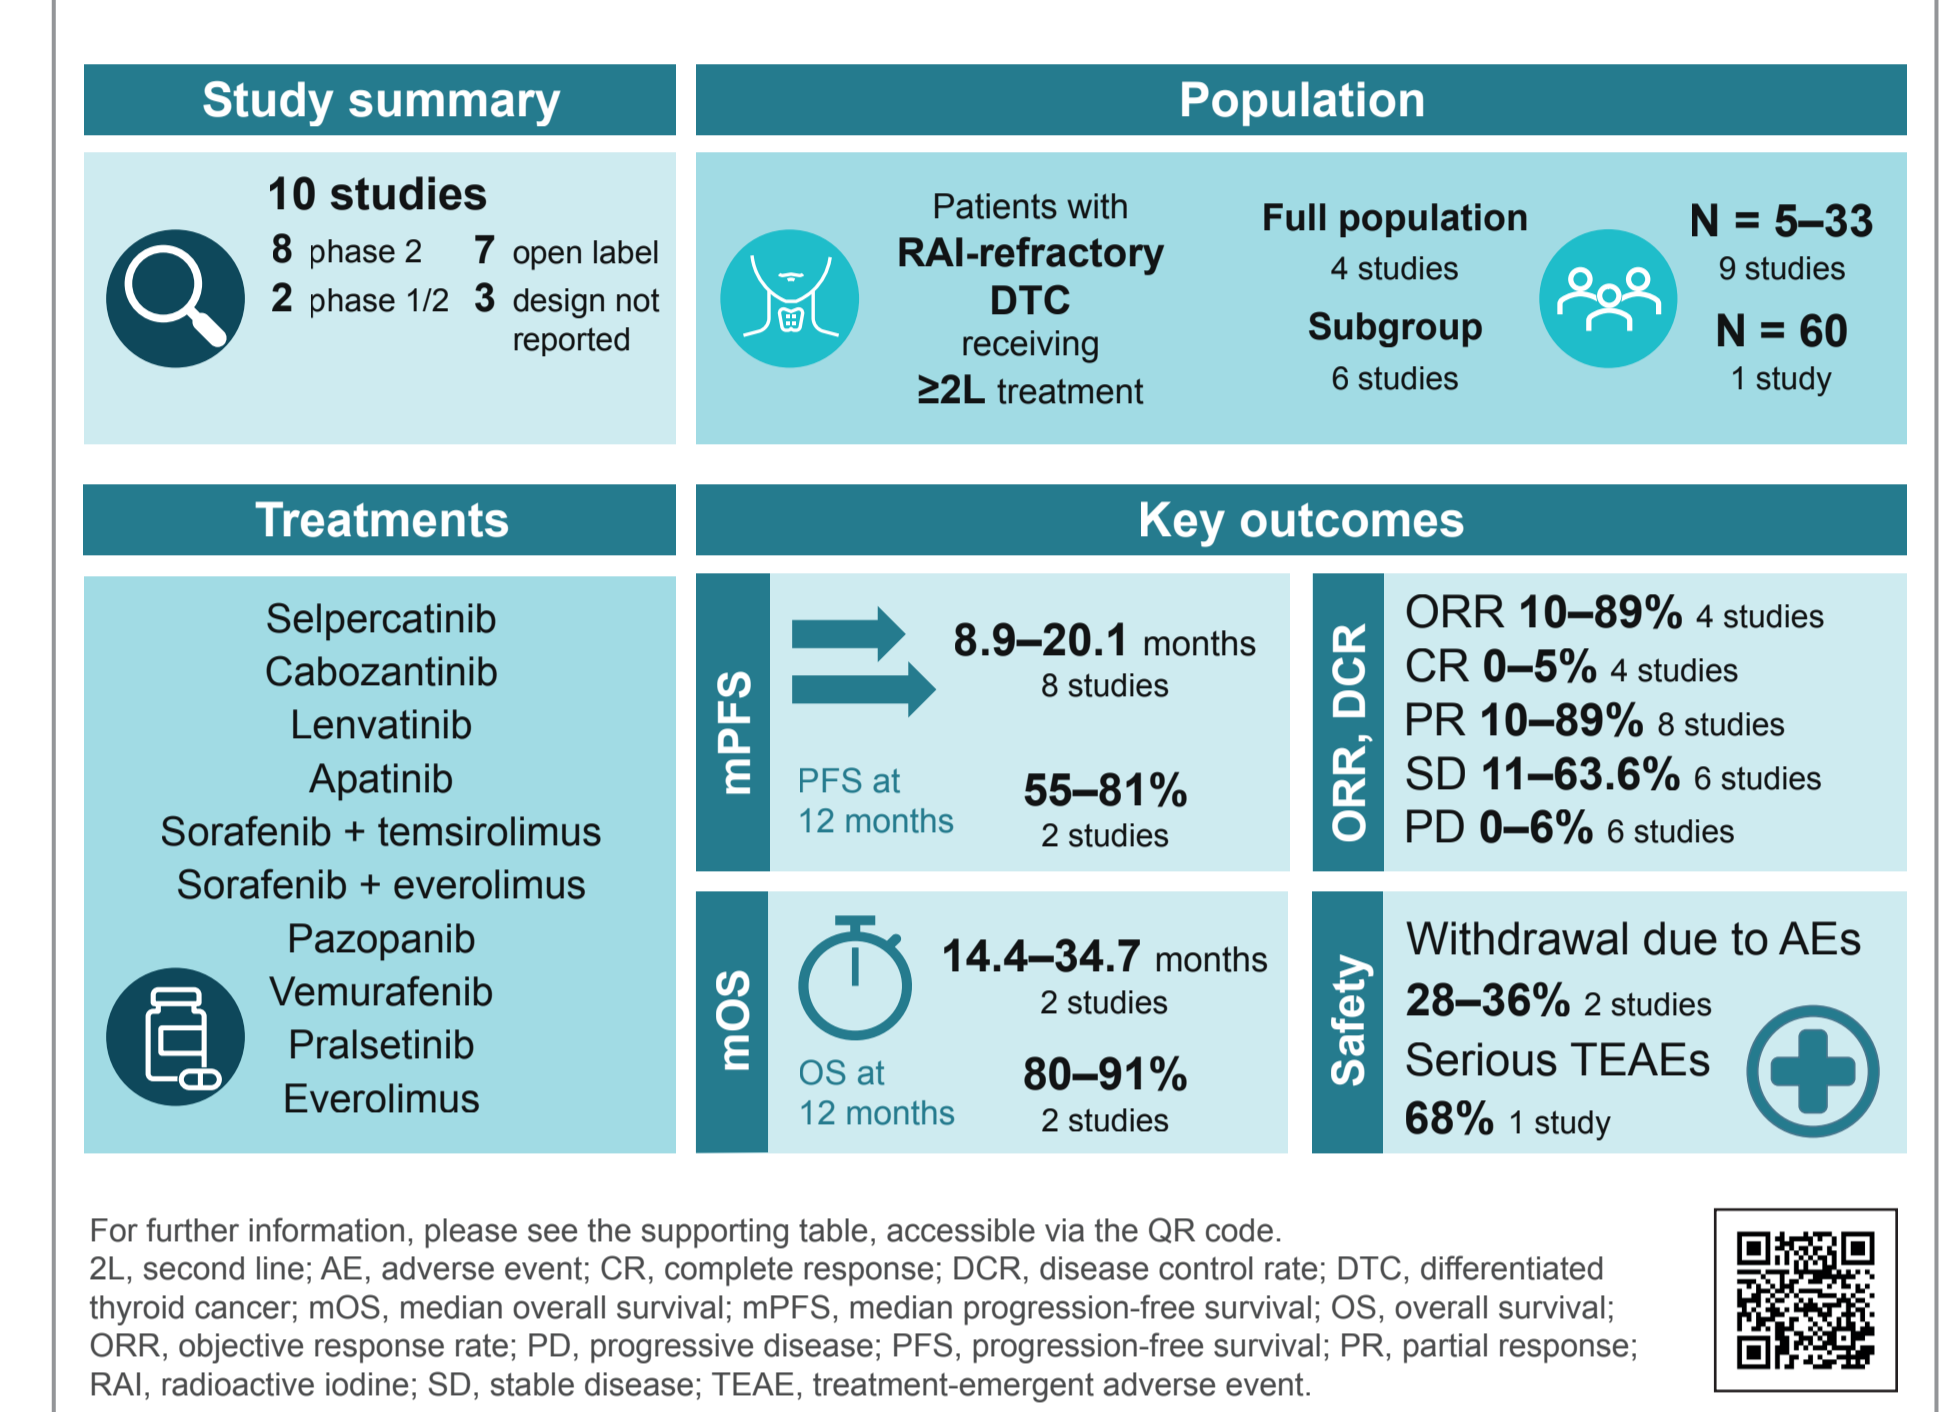 Study summary
10 studies
8 phase 2
7 open label
2 phase 1/2
3 design not
reported
Population
Patients with
RAI-refractory
DTC
receiving
≥2L treatment
Full population
4 studies
Subgroup
6 studies
N = 5–33
9 studies
N = 60
1 study
Treatments
Selpercatinib
Cabozantinib
Lenvatinib
Apatinib
Sorafenib + temsirolimus
Sorafenib + everolimus
Pazopanib
Vemurafenib
Pralsetinib
Everolimus
Key outcomes
mPFS
8.9–20.1 months
8 studies
PFS at
12 months
55–81%
2 studies
ORR, DCR
ORR 10–89% 4 studies
CR 0–5% 4 studies
PR 10–89% 8 studies
SD 11–63.6% 6 studies
PD 0–6% 6 studies
mOS
14.4–34.7 months
2 studies
OS at
12 months
80–91%
2 studies
Safety
Withdrawal due to AEs
28–36% 2 studies
Serious TEAEs
68% 1 study
For further information, please see the supporting table, accessible via the QR code.
2L, second line; AE, adverse event; CR, complete response; DCR, disease control rate; DTC, differentiated
thyroid cancer; mOS, median overall survival; mPFS, median progression-free survival; OS, overall survival;
ORR, objective response rate; PD, progressive disease; PFS, progression-free survival; PR, partial response;
RAI, radioactive iodine; SD, stable disease; TEAE, treatment-emergent adverse event.